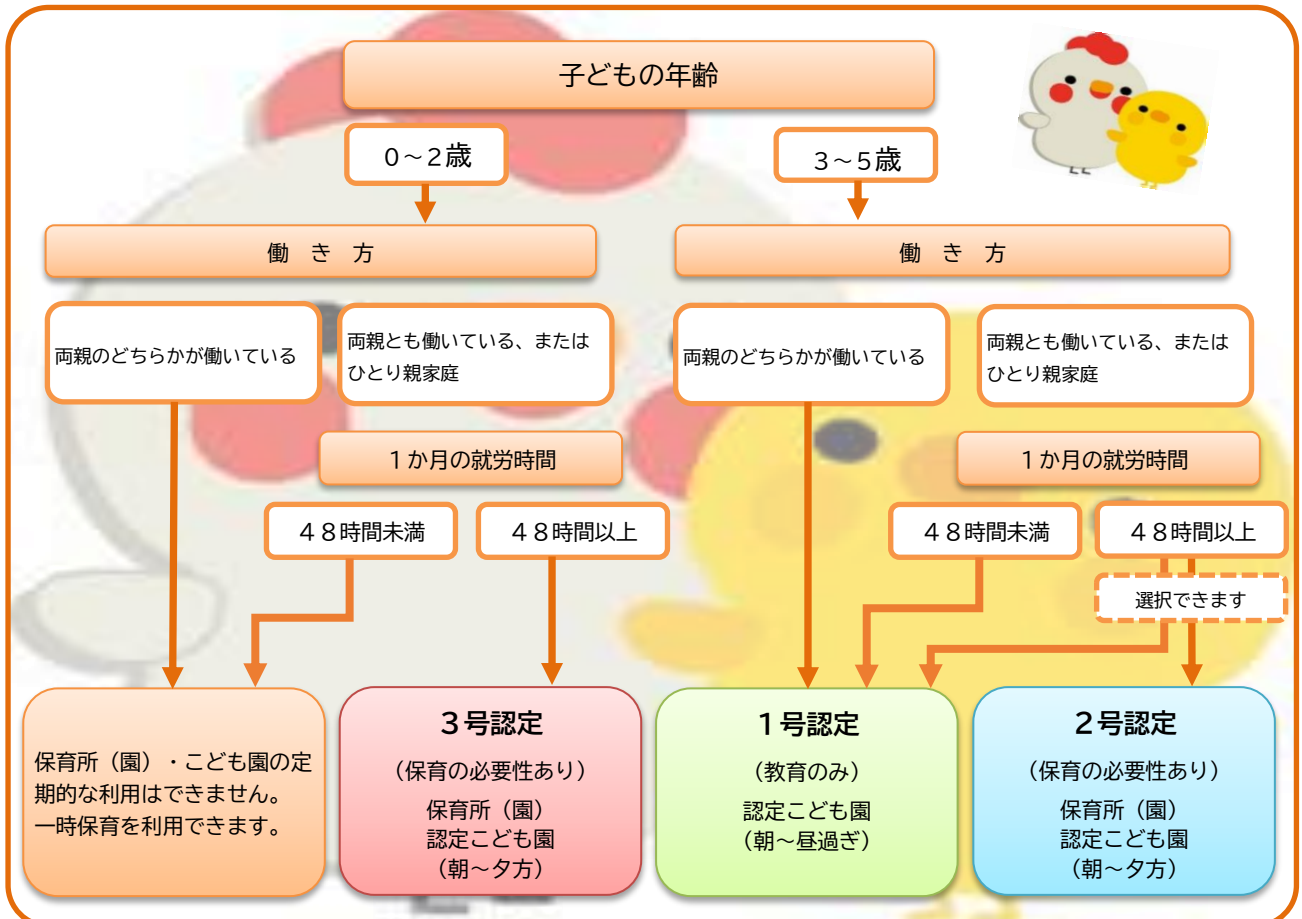 子どもの年齢
０～２歳
３～５歳
働　き　方
働　き　方
両親のどちらかが働いている
両親とも働いている、または
ひとり親家庭
両親のどちらかが働いている
両親とも働いている、または
ひとり親家庭
１か月の就労時間
１か月の就労時間
４８時間未満
４８時間以上
４８時間未満
４８時間以上
選択できます
保育所（園）・こども園の定
期的な利用はできません。
一時保育を利用できます。
３号認定
（保育の必要性あり）
保育所（園）
認定こども園
（朝～夕方）
１号認定
（教育のみ）
認定こども園
（朝～昼過ぎ）
２号認定
（保育の必要性あり）
保育所（園）
認定こども園
（朝～夕方）